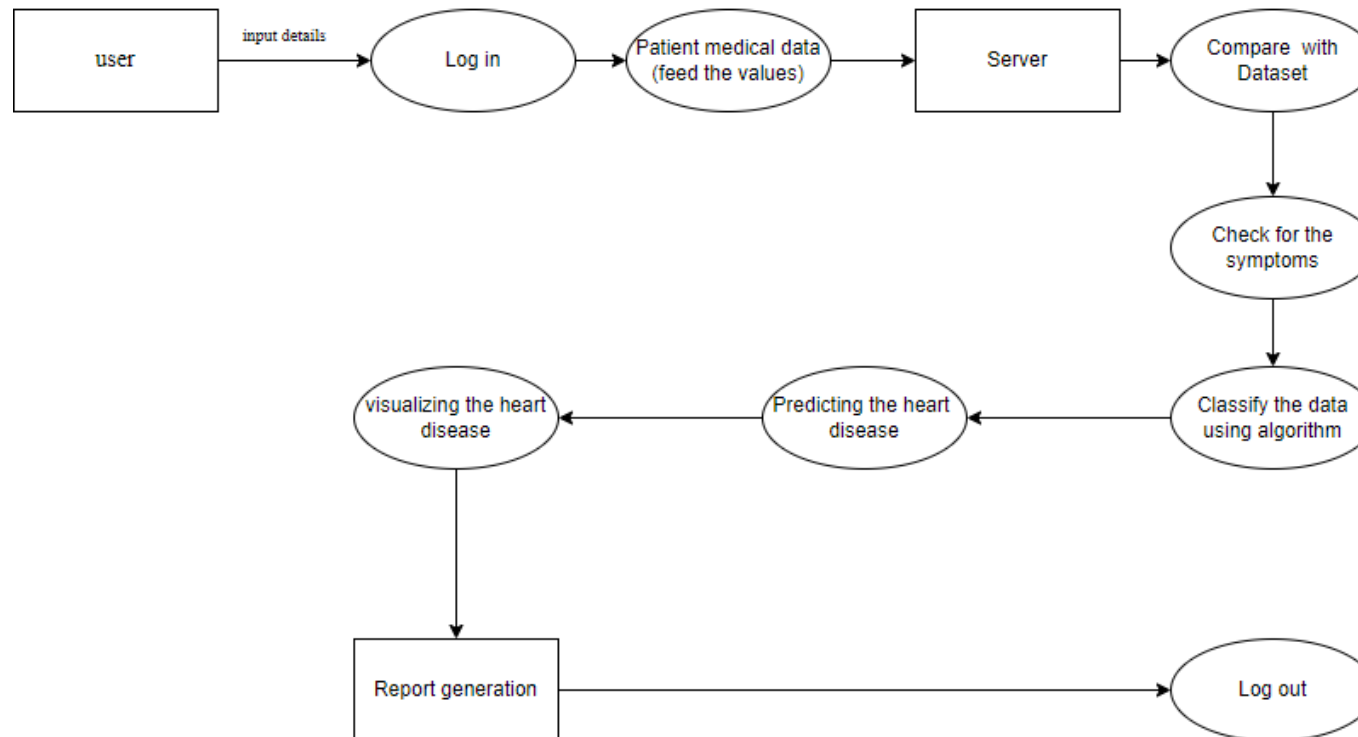 user
input details
Log in
Patient medical data
(feed the values)
Server
Compare with
Dataset
Check for the
symptoms
Classify the data
using algorithm
Predicting the heart
disease
visualizing the heart
disease
Report generation
Log out